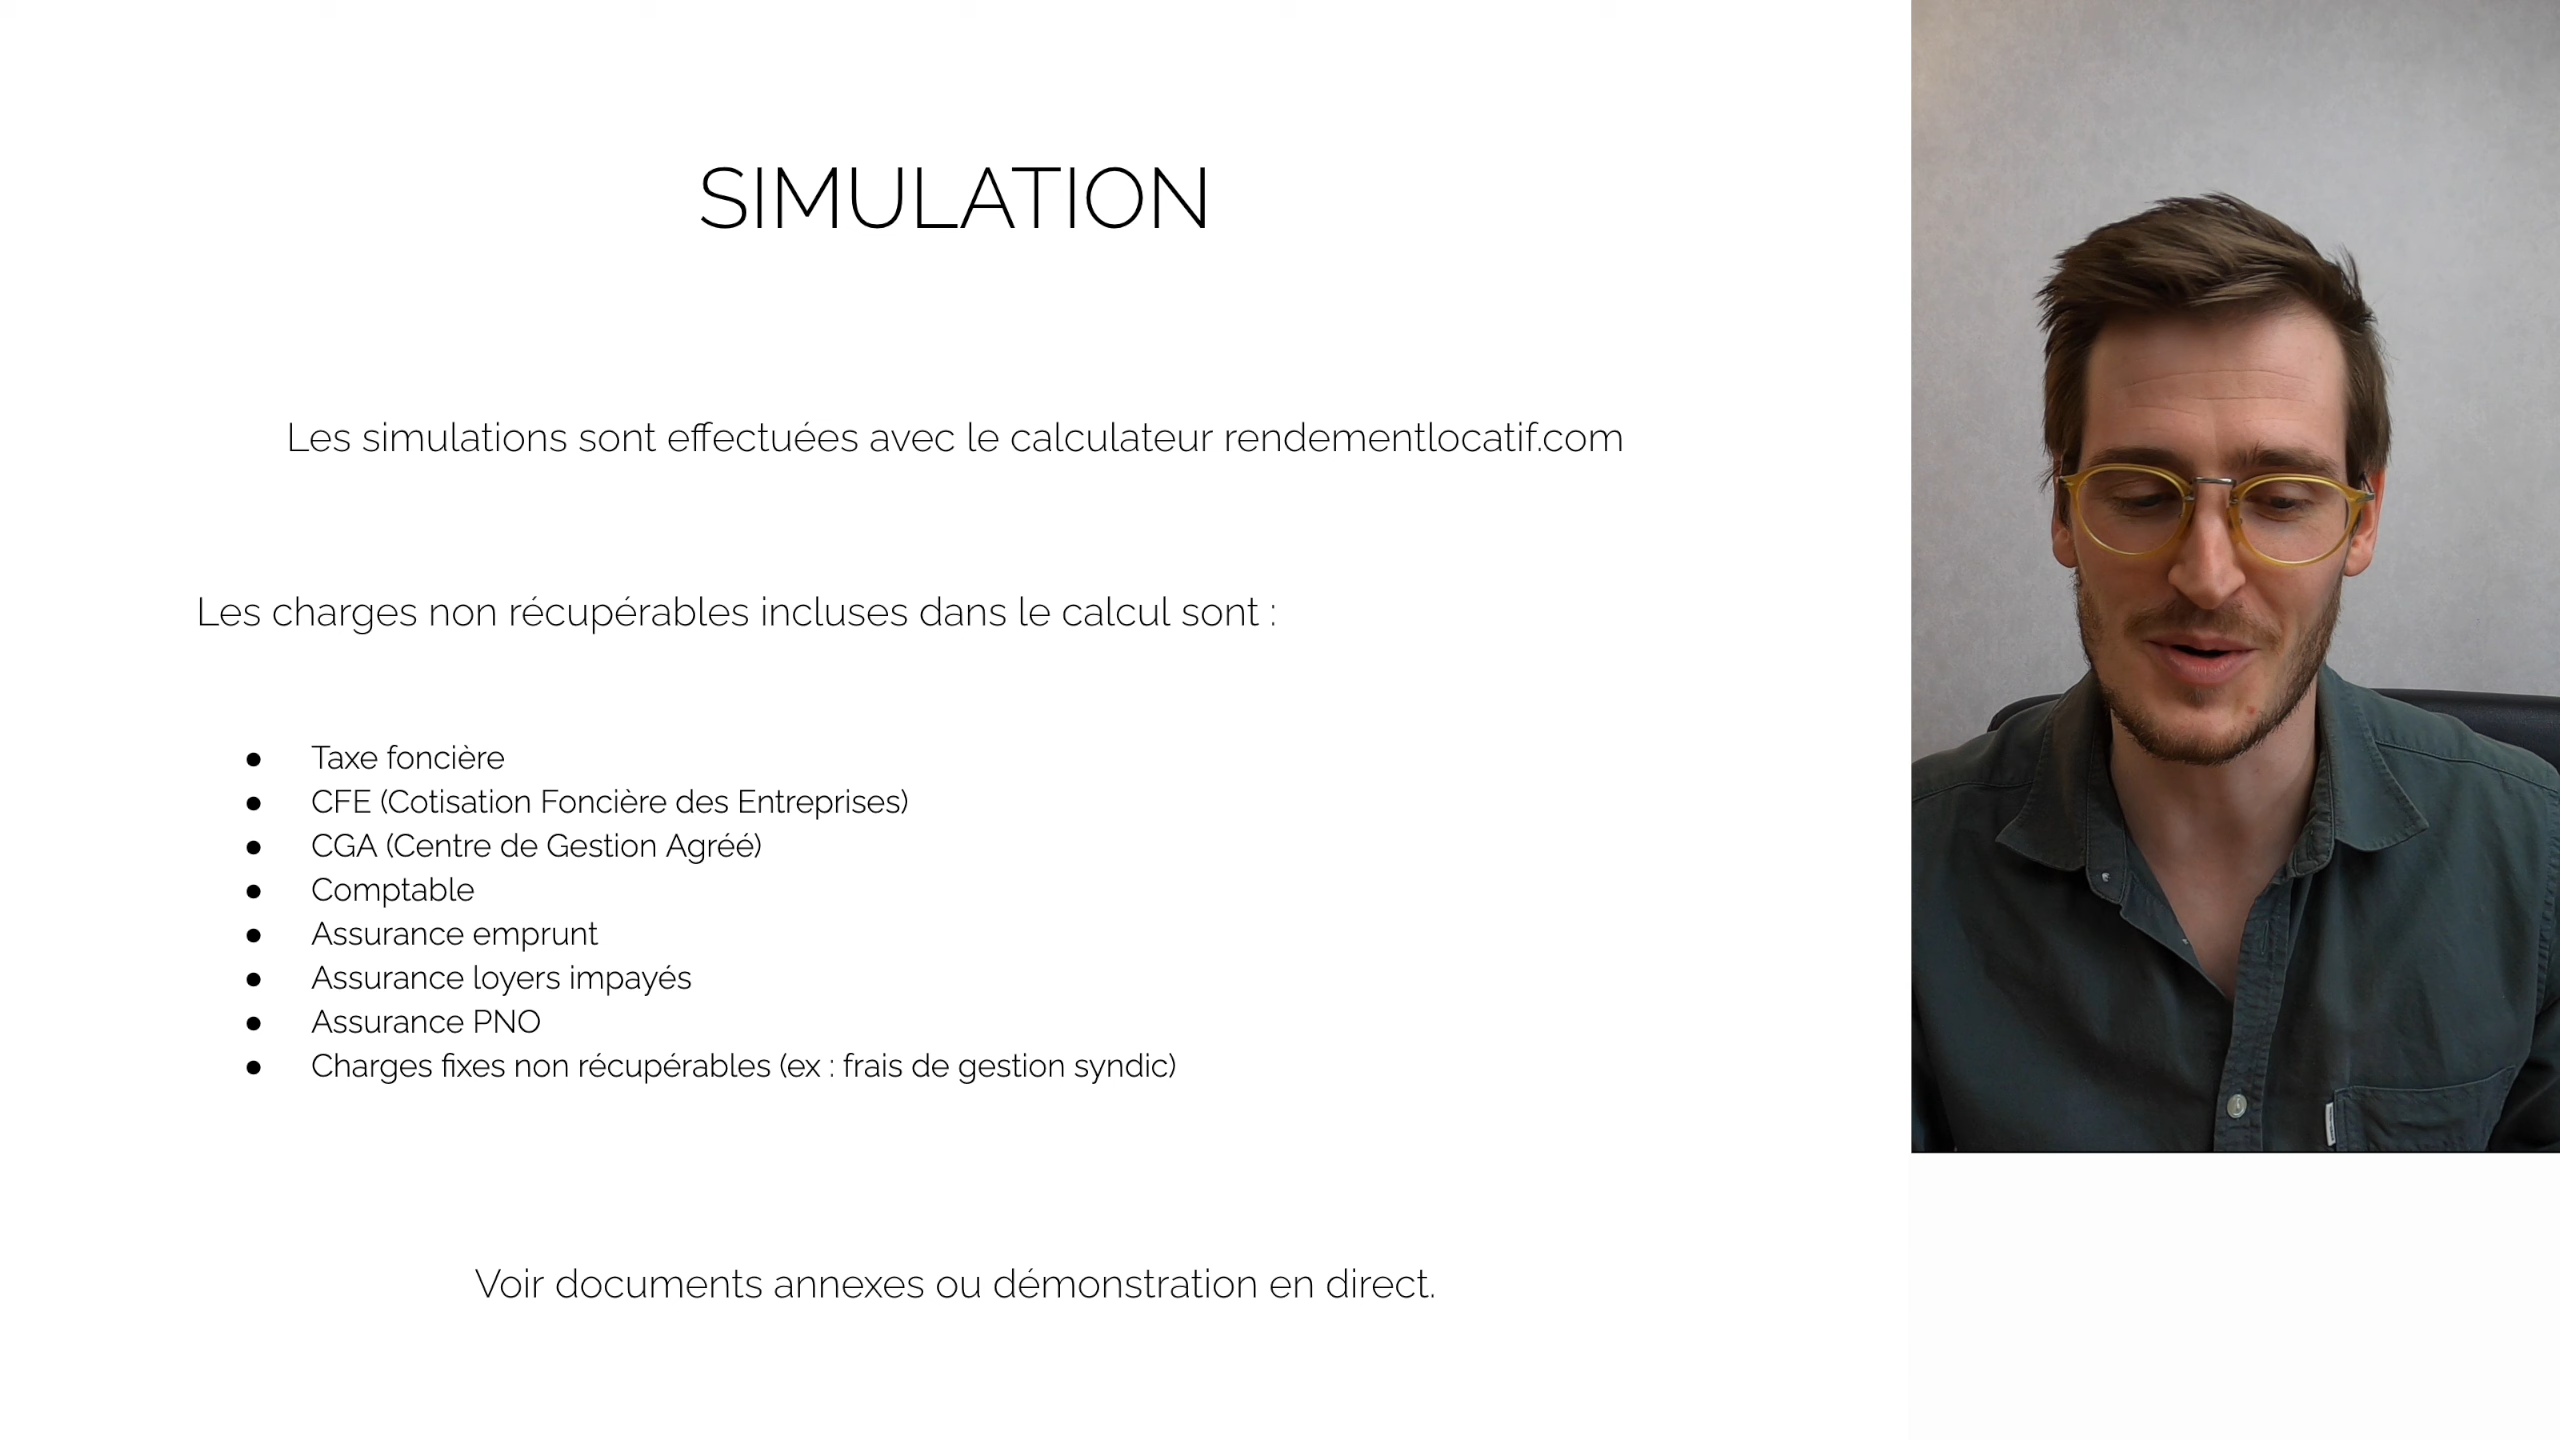 SIMULATION
Les simulations sont effectuées avec le calculateur rendementlocatif.com
Les charges non récupérables incluses dans le calcul sont :
● Taxe foncière
● CFE (Cotisation Foncière des Entreprises)
● CGA (Centre de Gestion Agréé)
● Comptable
● Assurance emprunt
● Assurance loyers impayés
● Assurance PNO
● Charges fixes non récupérables (ex : frais de gestion syndic)
Voir documents annexes ou démonstration en direct.